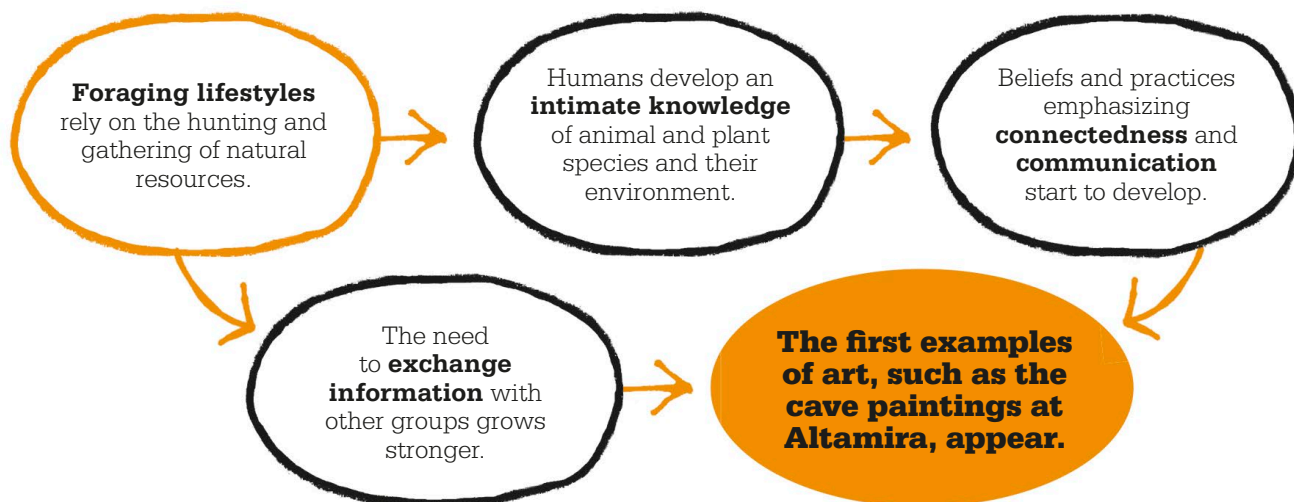 Foraging lifestyles
rely on the hunting and
gathering of natural
resources.
Humans develop an
intimate knowledge
of animal and plant
species and their
environment.
Beliefs and practices
emphasizing
connectedness and
communication
start to develop.
The need
to exchange
information with
other groups grows
stronger.
The first examples
of art, such as the
cave paintings at
Altamira, appear.